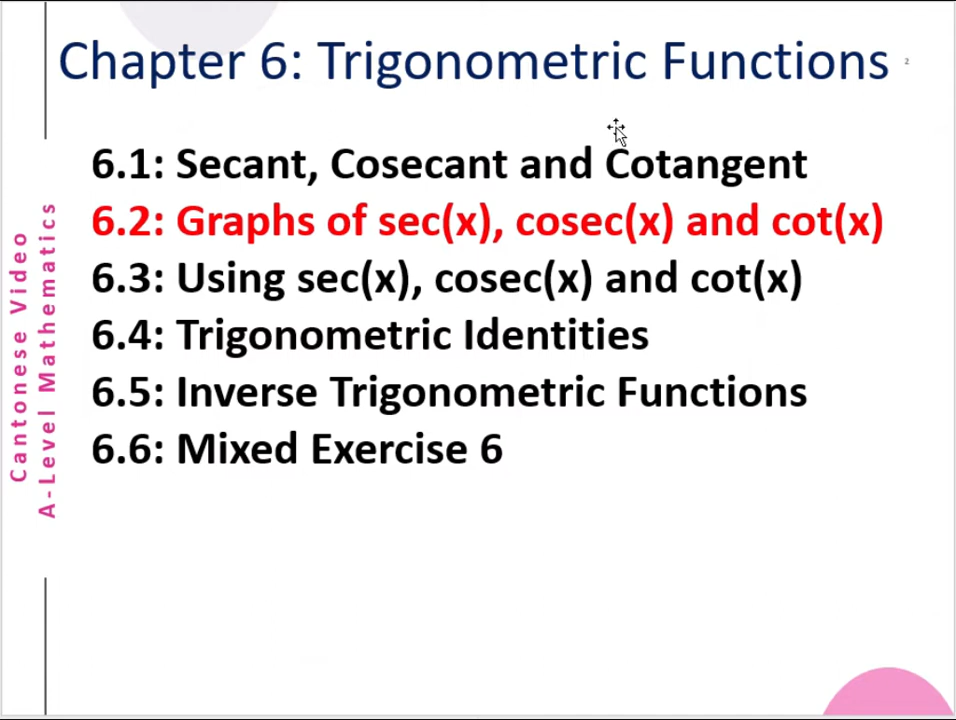 Chapter 6: Trigonometric Functions
2
6.1: Secant, Cosecant and Cotangent
6.2: Graphs of sec(x), cosec(x) and cot(x)
6.3: Using sec(x), cosec(x) and cot(x)
6.4: Trigonometric Identities
6.5: Inverse Trigonometric Functions
6.6: Mixed Exercise 6
Cantonese Video
A-Level Mathematics